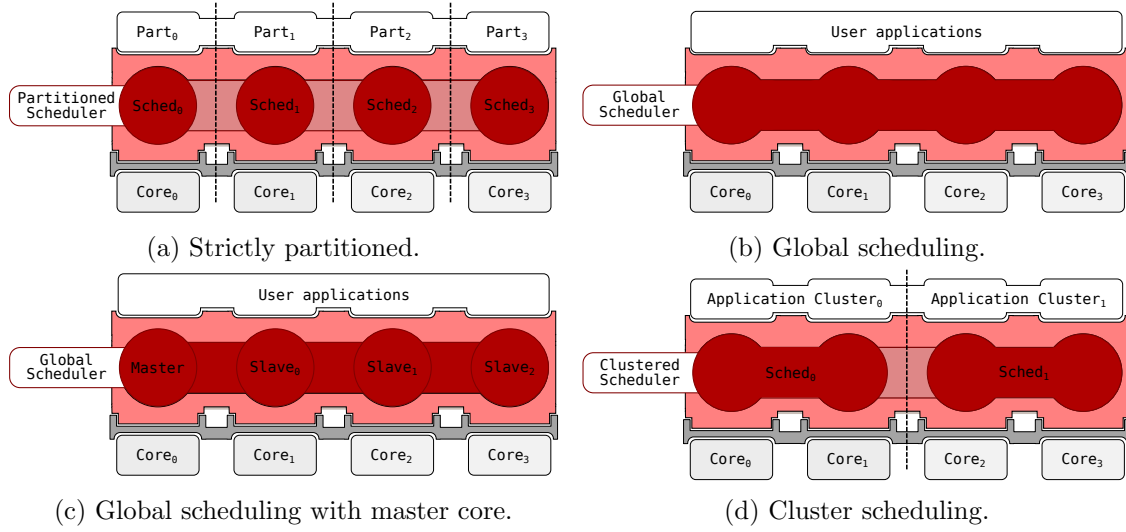 Part₀ Part₁ Part₂ Part₃
Partitioned
Scheduler
Sched₀ Sched₁ Sched₂ Sched₃
Core₀ Core₁ Core₂ Core₃
(a) Strictly partitioned.
User applications
Global
Scheduler
Core₀ Core₁ Core₂ Core₃
(b) Global scheduling.
User applications
Global
Scheduler
Master Slave₀ Slave₁ Slave₂
Core₀ Core₁ Core₂ Core₃
(c) Global scheduling with master core.
Application Cluster₀ Application Cluster₁
Clustered
Scheduler
Sched₀ Sched₁
Core₀ Core₁ Core₂ Core₃
(d) Cluster scheduling.